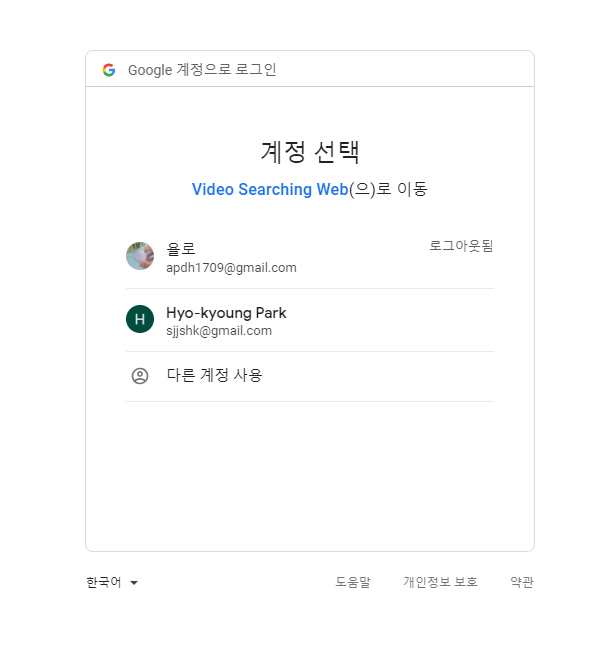 Google 계정으로 로그인
계정 선택
Video Searching Web(으)로 이동
욜로
로그아웃됨
apdh1709@gmail.com
H
Hyo-kyoung Park
sjjshk@gmail.com
다른 계정 사용
한국어 도움말 개인정보 보호 약관